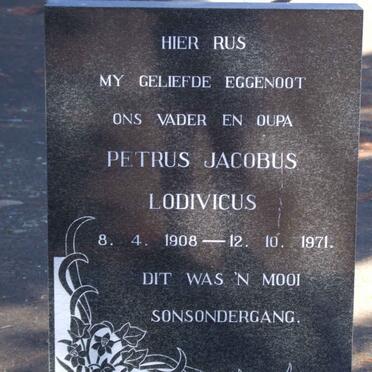 HIER RUS
MY GELIEFDE EGGENOOT
ONS VADER EN OUPA
PETRUS JACOBUS
LODIVICUS
8. 4. 1908 — 12. 10. 1971.
DIT WAS 'N MOOI
SONSONDERGANG.